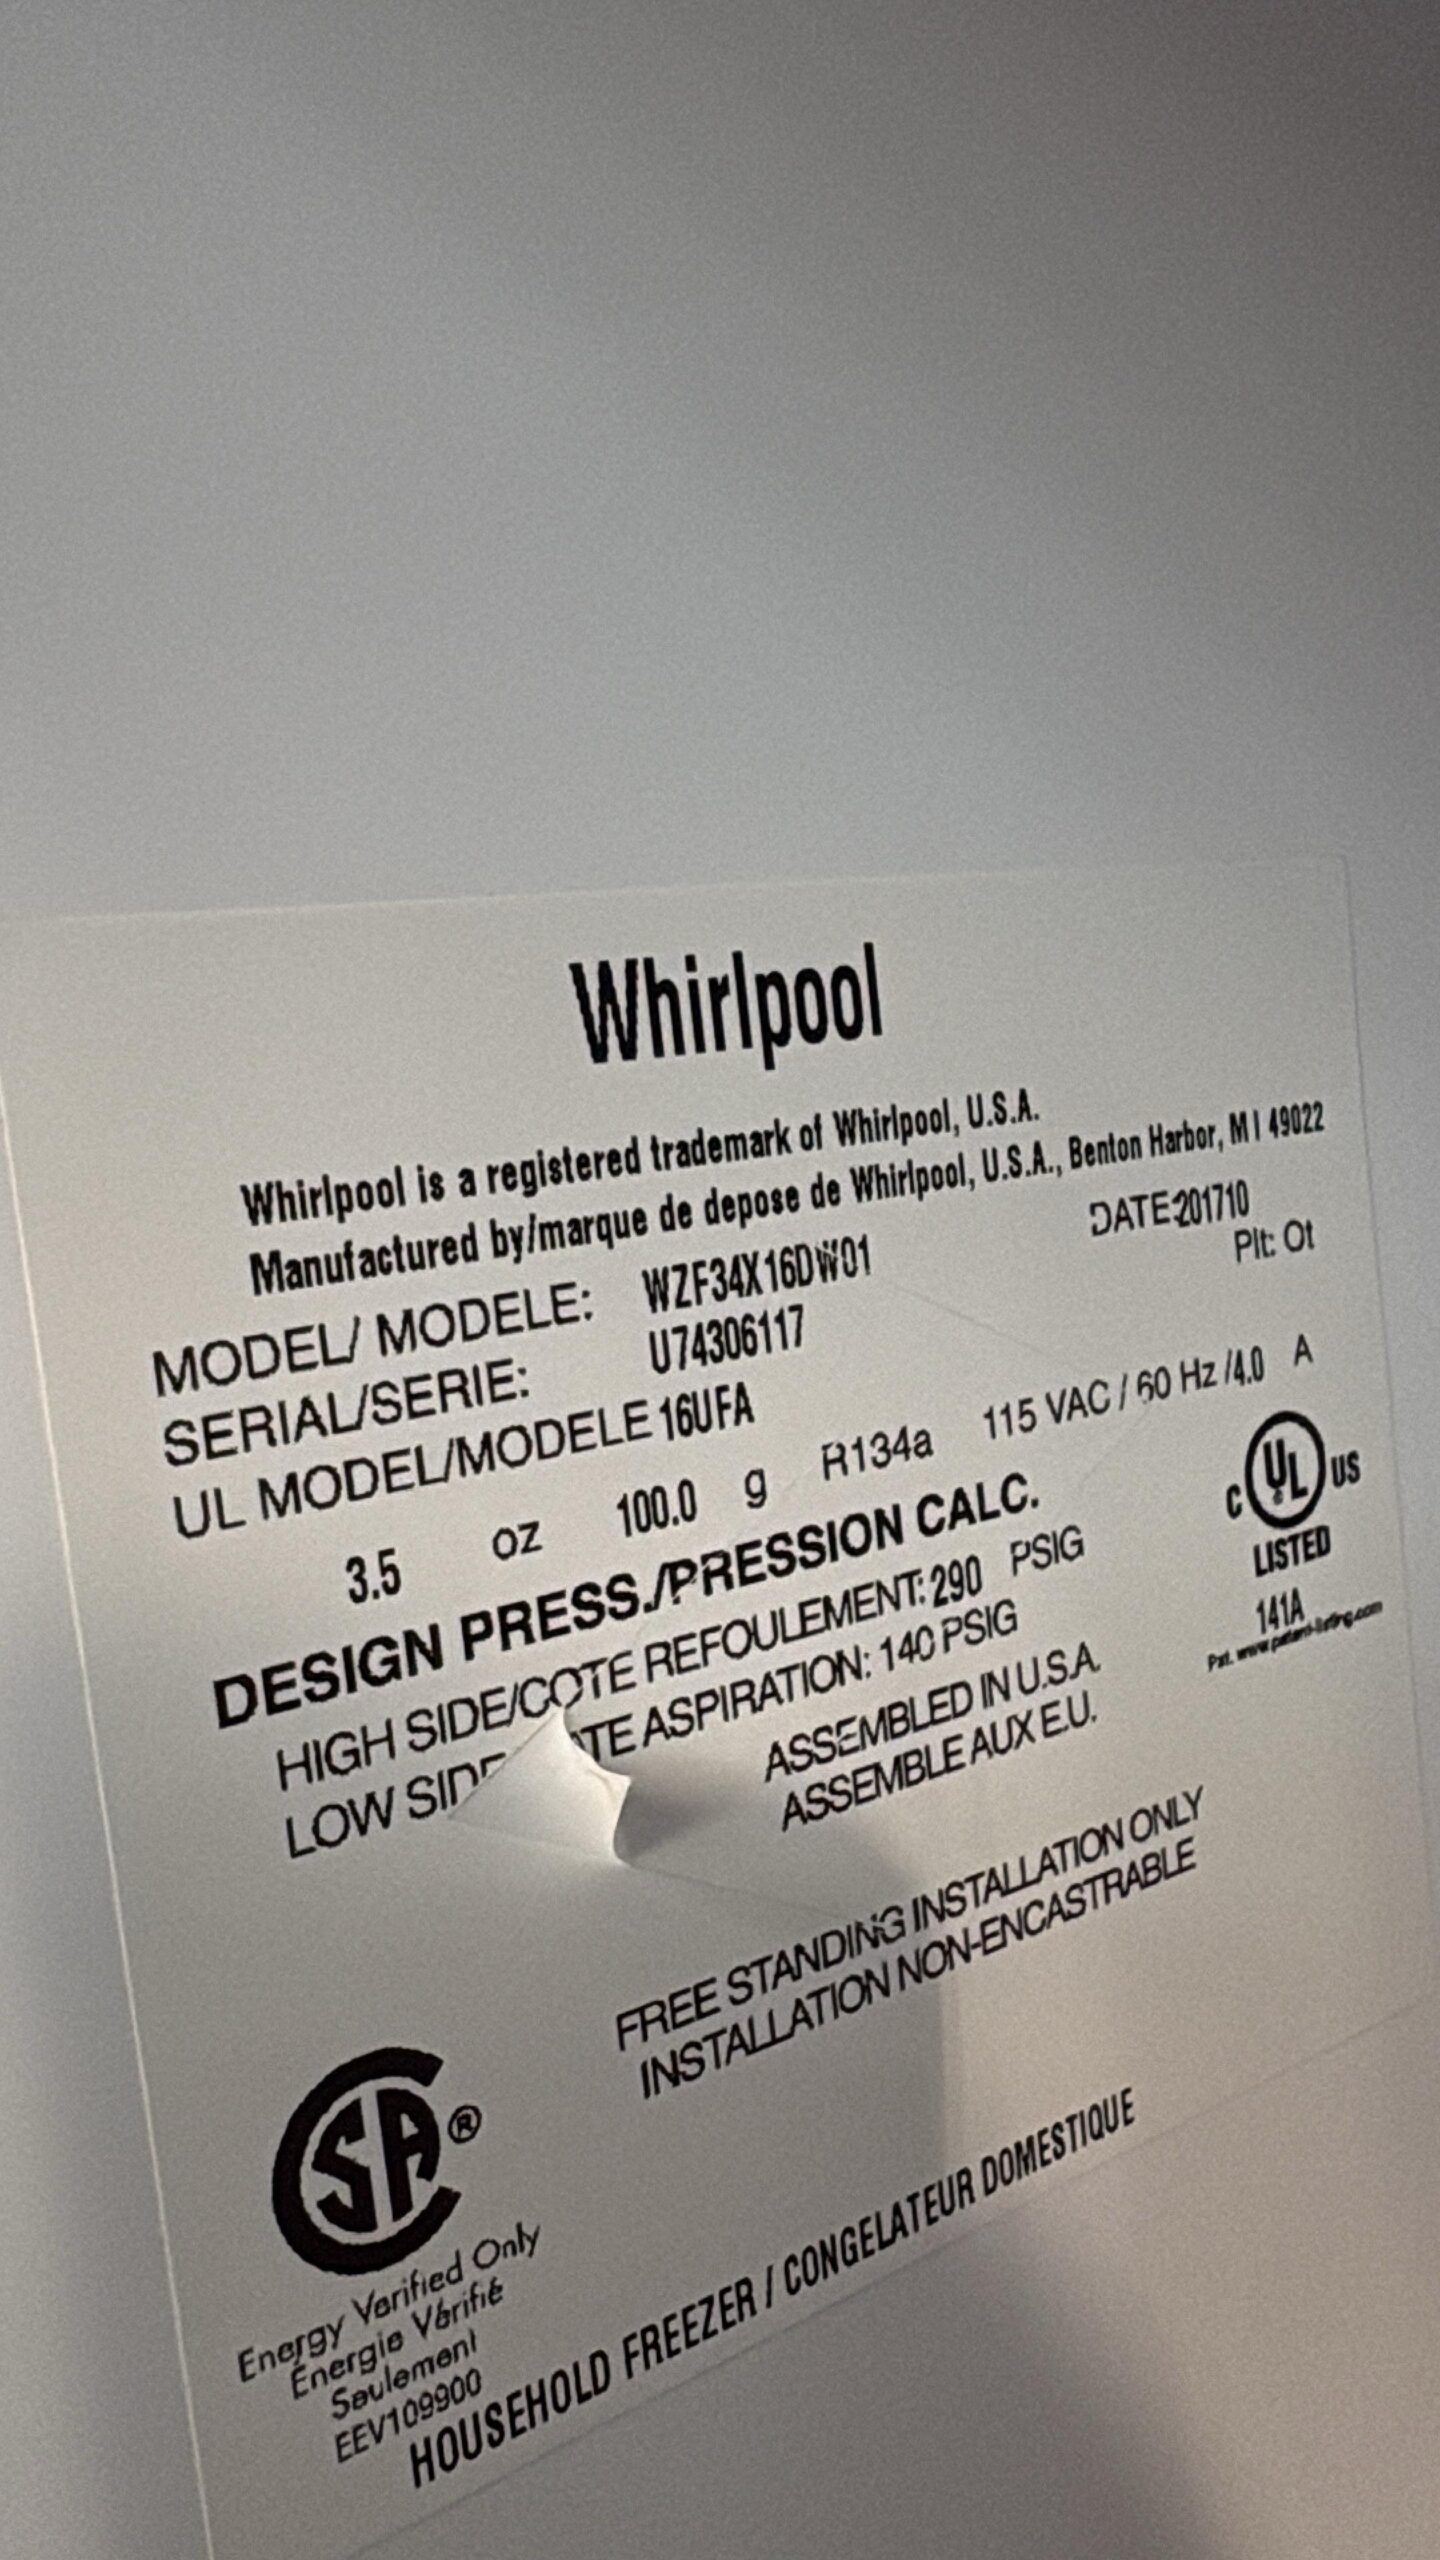 Whirlpool
Whirlpool is a registered trademark of Whirlpool, U.S.A.
Manufactured by/marque de depose de Whirlpool, U.S.A., Benton Harbor, MI 49022
MODEL/ MODELE: WZF34X16DW01 DATE:201710
SERIAL/SERIE: U74306117 Plt: Ot
UL MODEL/MODELE 16UFA
3.5 oz 100.0 g R134a 115 VAC / 60 Hz /4.0 A
DESIGN PRESS./PRESSION CALC.
HIGH SIDE/COTE REFOULEMENT: 290 PSIG
LOW SIDE ASPIRATION: 140 PSIG
C UL US
LISTED
141A
Pat.
ASSEMBLED IN U.S.A.
ASSEMBLE AUX E.U.
FREE STANDING INSTALLATION ONLY
INSTALLATION NON-ENCASTRABLE
SA®
Energy Verified Only
Énergie Vérifié
Seulement
EEV109900
HOUSEHOLD FREEZER / CONGELATEUR DOMESTIQUE